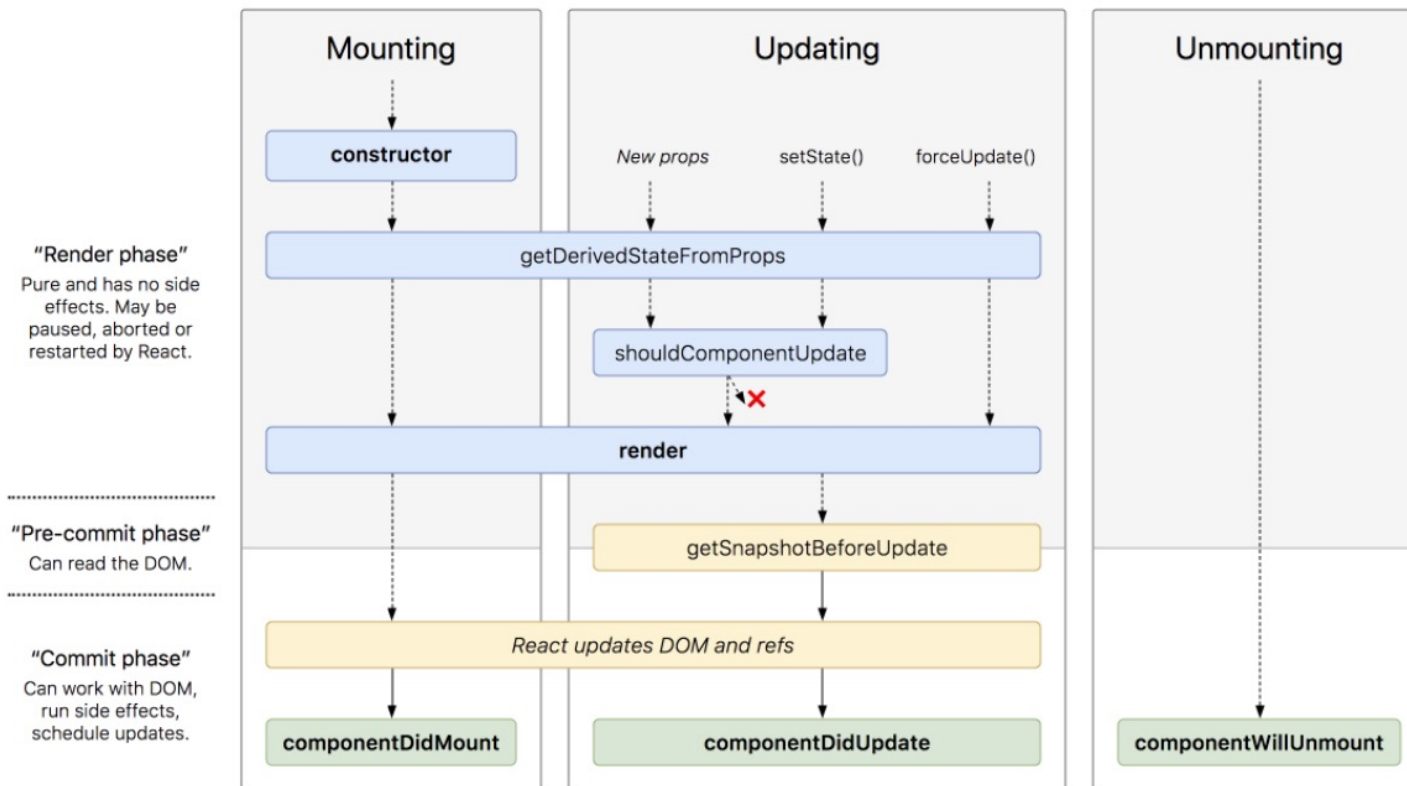 Mounting
Updating
Unmounting
constructor
New props
setState()
forceUpdate()
“Render phase”
Pure and has no side
effects. May be
paused, aborted or
restarted by React.
getDerivedStateFromProps
shouldComponentUpdate
render
“Pre-commit phase”
Can read the DOM.
getSnapshotBeforeUpdate
React updates DOM and refs
“Commit phase”
Can work with DOM,
run side effects,
schedule updates.
componentDidMount
componentDidUpdate
componentWillUnmount